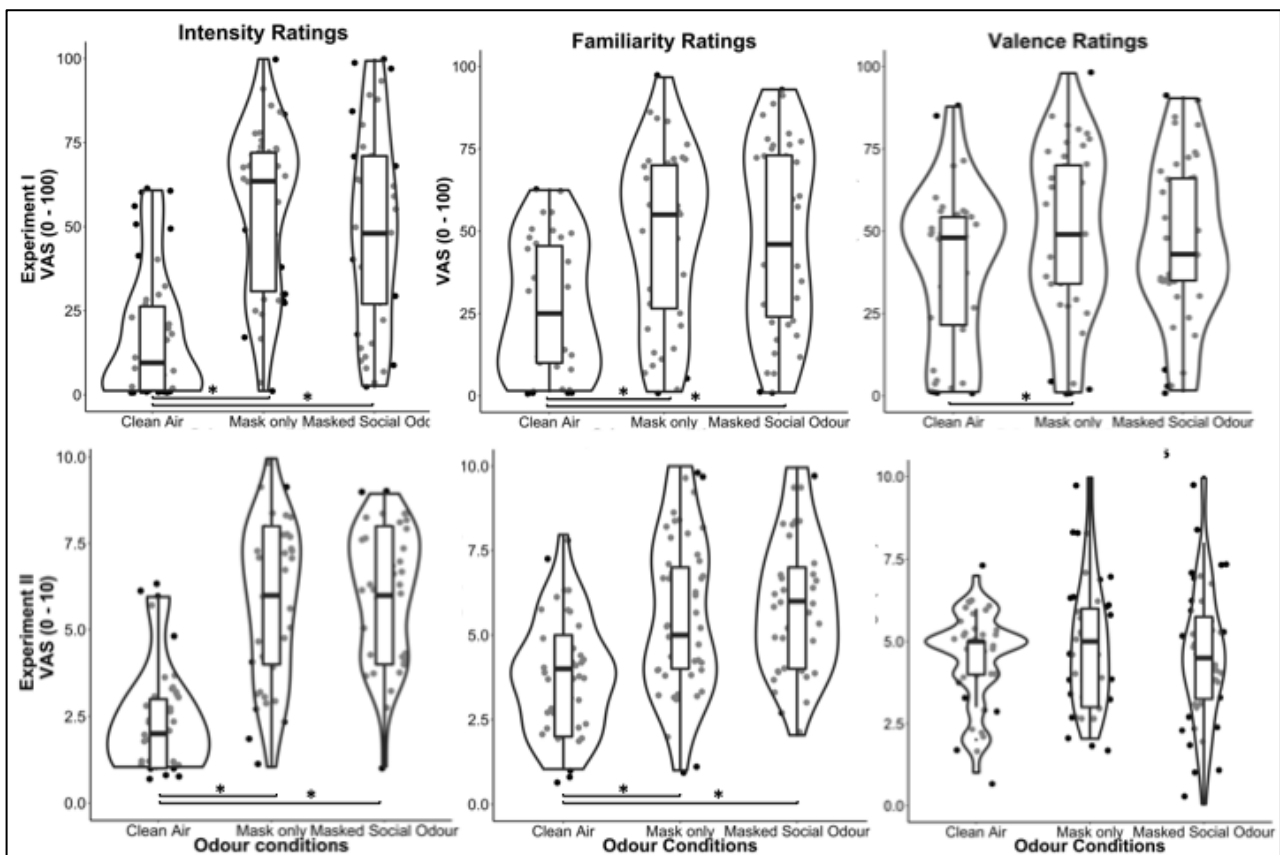 Intensity Ratings
Familiarity Ratings
Valence Ratings
Experiment I
VAS (0 - 100)
100
75
50
25
0
* *
Clean Air Mask only Masked Social Odo
VAS (0 - 100)
100
75
50
25
0
* *
Clean Air Mask only Masked Social Odour
100
75
50
25
0
*
Clean Air Mask only Masked Social Odour
Experiment II
VAS (0 - 10)
10.0
7.5
5.0
2.5
0.0
* *
Clean Air Mask only Masked Social Odour
Odour conditions
10.0
7.5
5.0
2.5
0.0
* *
Clean Air Mask only Masked Social Odour
Odour Conditions
10.0
7.5
5.0
2.5
0.0
Clean Air Mask only Masked Social Odour
Odour Conditions